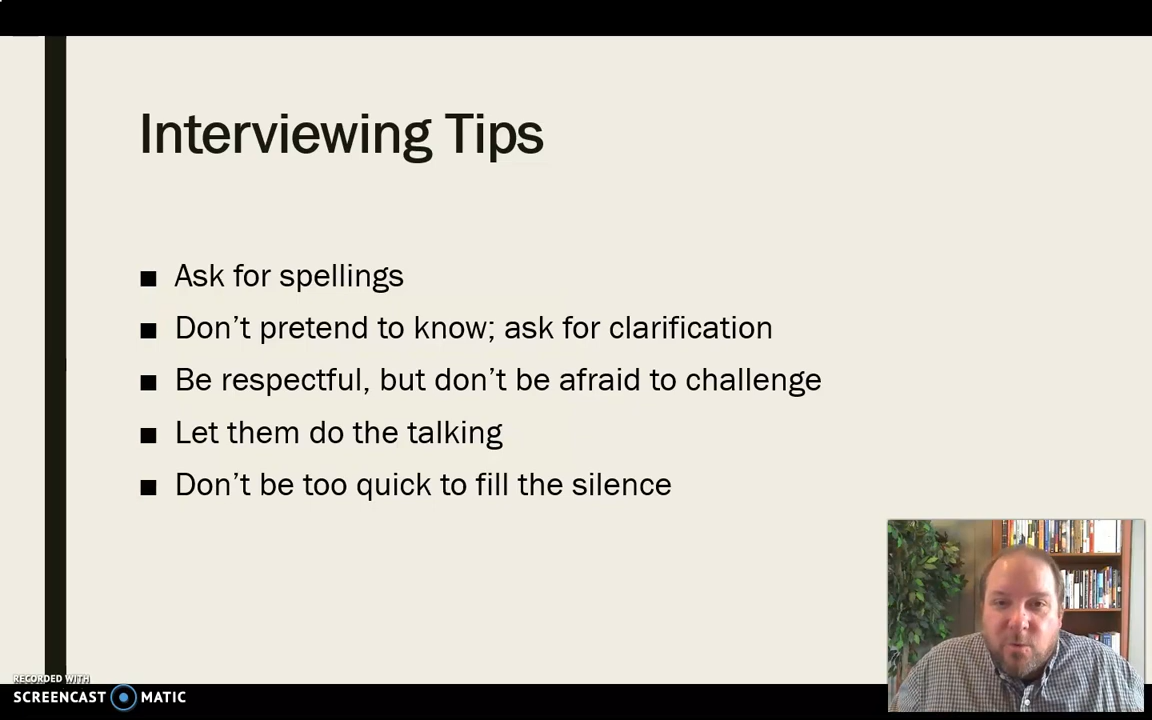 Interviewing Tips
■ Ask for spellings
■ Don’t pretend to know; ask for clarification
■ Be respectful, but don’t be afraid to challenge
■ Let them do the talking
■ Don’t be too quick to fill the silence
RECORDED WITH
SCREENCAST MATIC